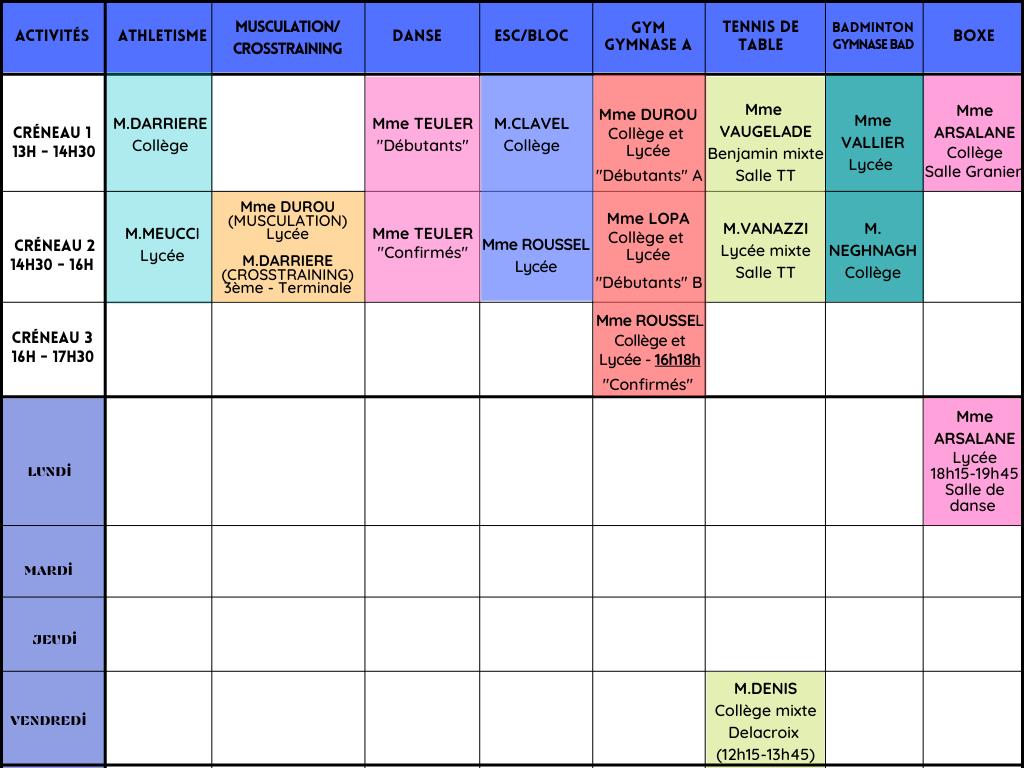 ACTIVITÉS
ATHLETISME
MUSCULATION/
CROSSTRAINING
DANSE
ESC/BLOC
GYM
GYMNASE A
TENNIS DE
TABLE
BADMINTON
GYMNASE BAD
BOXE
CRÉNEAU 1
13H - 14H30
M.DARRIERE
Collège
Mme TEULER
"Débutants"
M.CLAVEL
Collège
Mme DUROU
Collège et
Lycée
"Débutants" A
Mme
VAUGELADE
Benjamin mixte
Salle TT
Mme
VALLIER
Lycée
Mme
ARSALANE
Collège
Salle Granier
CRÉNEAU 2
14H30 - 16H
M.MEUCCI
Lycée
Mme DUROU
(MUSCULATION)
Lycée
M.DARRIERE
(CROSSTRAINING)
3ème - Terminale
Mme TEULER
"Confirmés"
Mme ROUSSEL
Lycée
Mme LOPA
Collège et
Lycée
"Débutants" B
M.VANAZZI
Lycée mixte
Salle TT
M.
NEGHNAGH
Collège
CRÉNEAU 3
16H - 17H30
Mme ROUSSEL
Collège et
Lycée - 16h18h
"Confirmés"
LUNDi
Mme
ARSALANE
Lycée
18h15-19h45
Salle de
danse
MARDi
JEUDi
VENDREDi
M.DENIS
Collège mixte
Delacroix
(12h15-13h45)